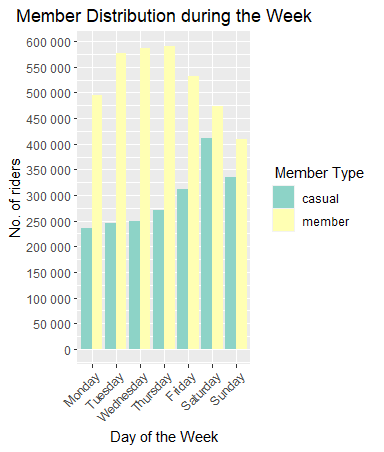 Member Distribution during the Week
600 000
550 000
500 000
450 000
400 000
350 000
300 000
250 000
200 000
150 000
100 000
50 000
0
No. of riders
Monday
Tuesday
Wednesday
Thursday
Friday
Saturday
Sunday
Day of the Week
Member Type
casual
member